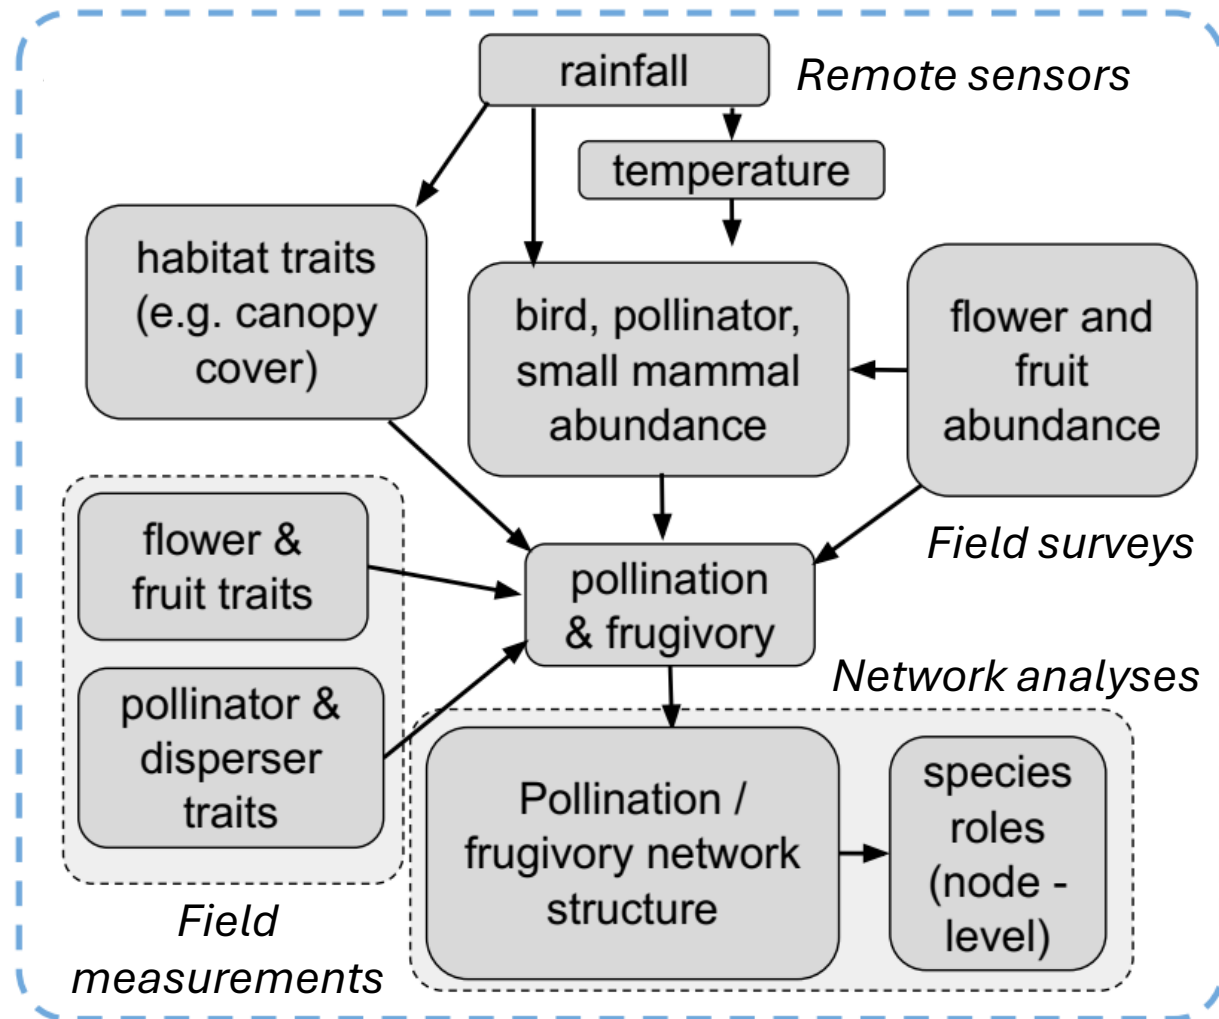 rainfall
Remote sensors
temperature
habitat traits
(e.g. canopy
cover)
bird, pollinator,
small mammal
abundance
flower and
fruit
abundance
Field surveys
flower &
fruit traits
pollination
& frugivory
pollinator &
disperser
traits
Field
measurements
Network analyses
Pollination /
frugivory network
structure
species
roles
(node -
level)